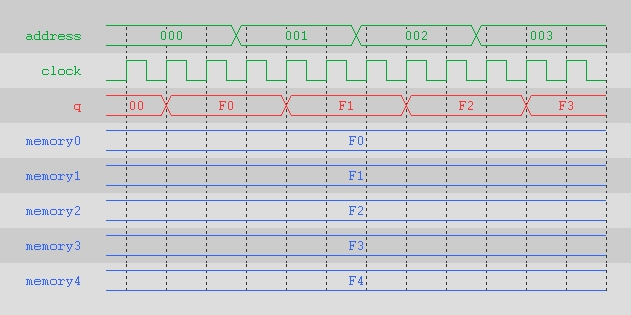 address 000 001 002 003
clock
q 00 F0 F1 F2 F3
memory0 F0
memory1 F1
memory2 F2
memory3 F3
memory4 F4